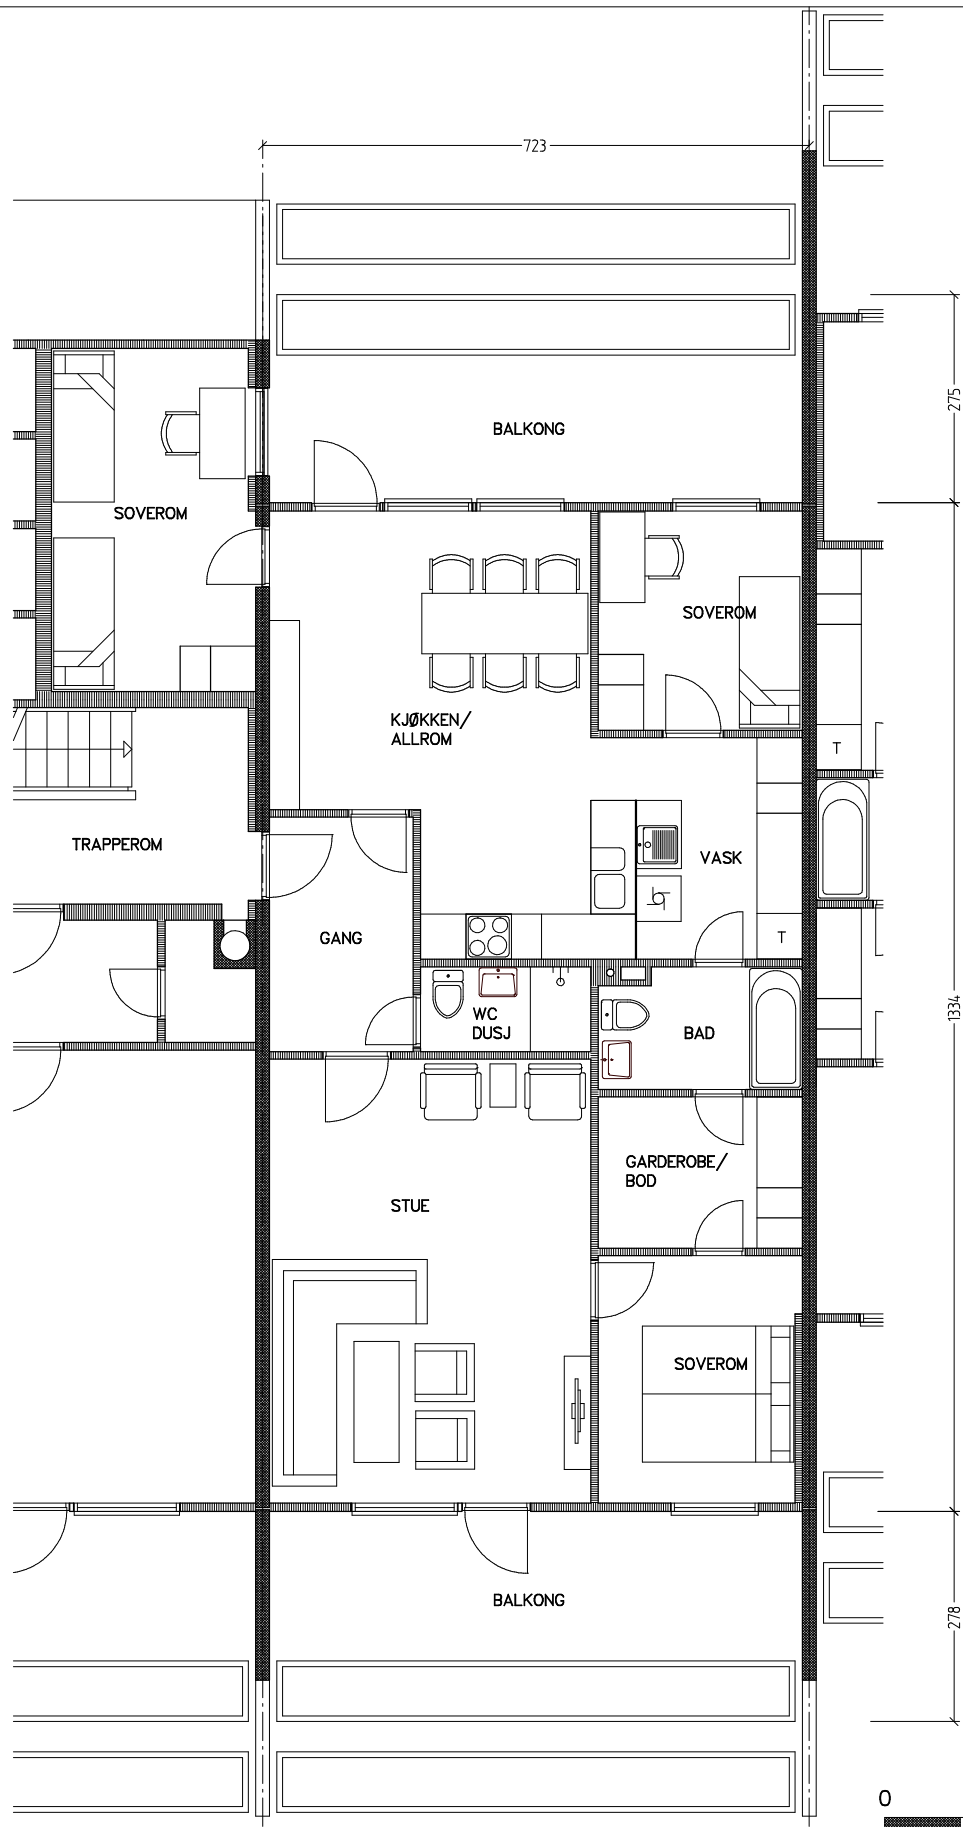 723
275
BALKONG
SOVEROM
SOVEROM
KJØKKEN/
ALLROM
T
TRAPPEROM
VASK
GANG
T
1334
WC
DUSJ
BAD
GARDEROBE/
BOD
STUE
SOVEROM
BALKONG
278
0